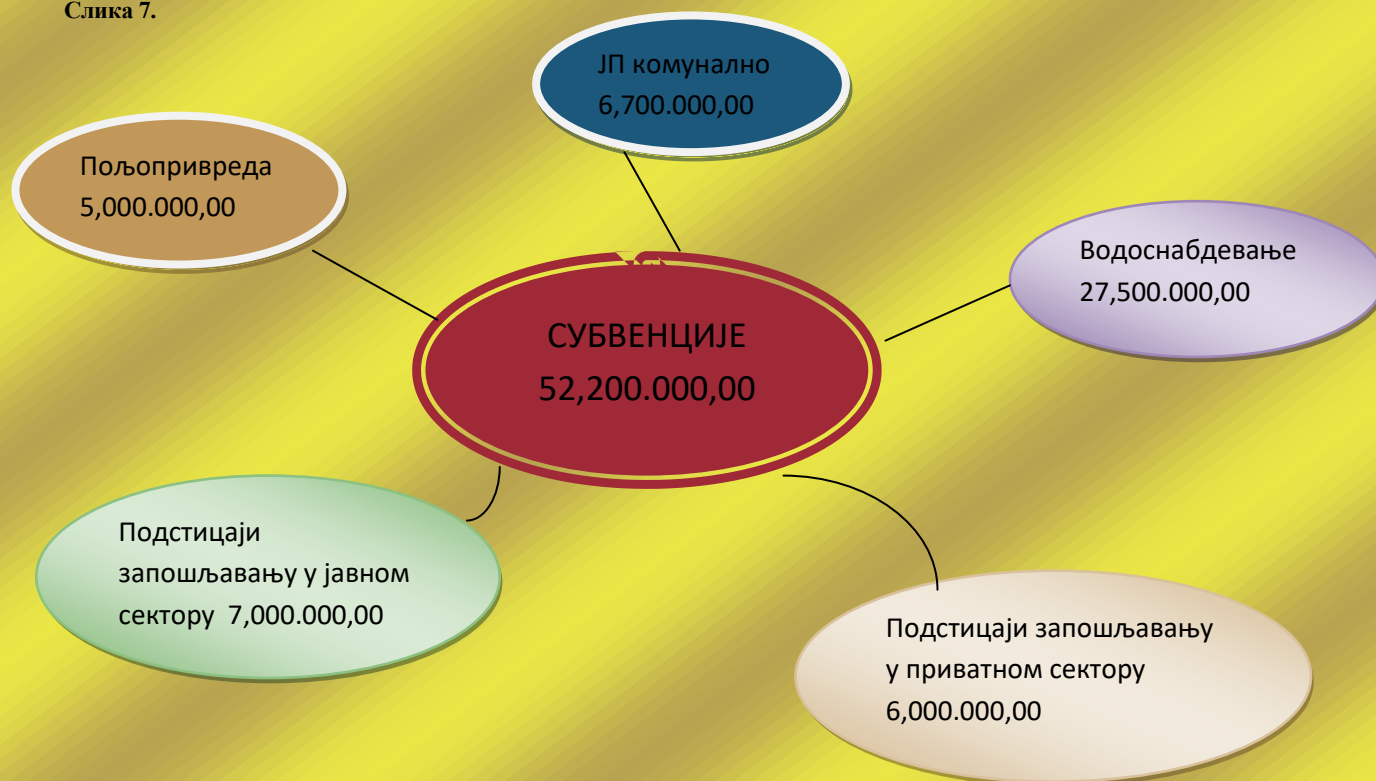 Слика 7.
ЈП комунално
6,700.000,00
Пољопривреда
5,000.000,00
Водоснабдевање
27,500.000,00
СУБВЕНЦИЈЕ
52,200.000,00
Подстицаји
запошљавању у јавном
сектору 7,000.000,00
Подстицаји запошљавању
у приватном сектору
6,000.000,00